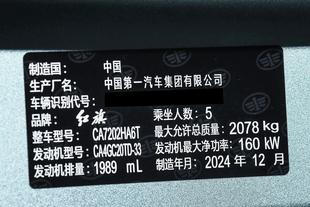 制造国： 中国
生产厂名： 中国第一汽车集团有限公司
车辆识别代号：
品牌： 红旗 乘坐人数： 5
整车型号： CA7202HA6T 最大允许总质量： 2078 kg
发动机型号： CA4GC20TD-33 发动机最大净功率： 160 kW
发动机排量： 1989 mL 制造年月： 2024 年 12 月